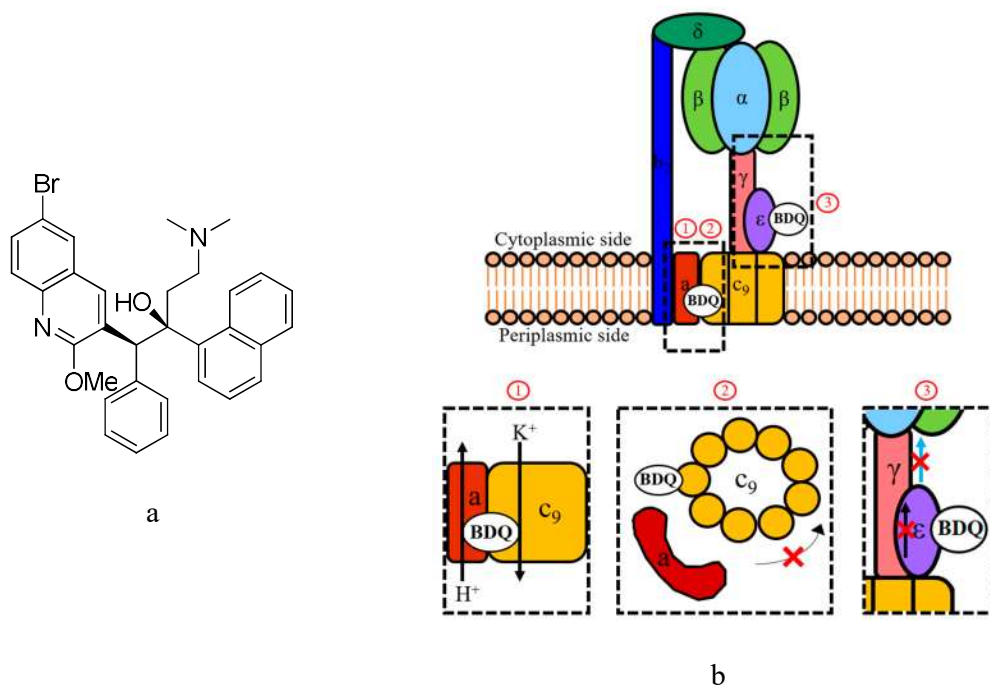 Br
N
HO
N
OMe
a
δ
β
α
β
b
γ
ε
BDQ
③
① ②
Cytoplasmic side
a
BDQ
c9
Periplasmic side
①
K+
a
c9
BDQ
H+
②
BDQ
c9
a
③
γ
ε
BDQ
b